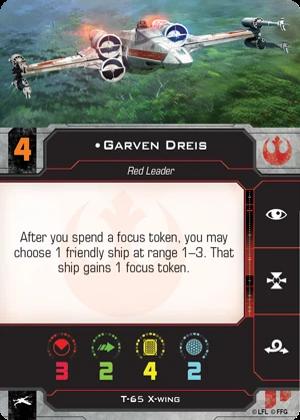 4
•Garven Dreis
Red Leader
After you spend a focus token, you may
choose 1 friendly ship at range 1–3. That
ship gains 1 focus token.
3 2 4 2
T-65 X-wing
©LFL ©FFG